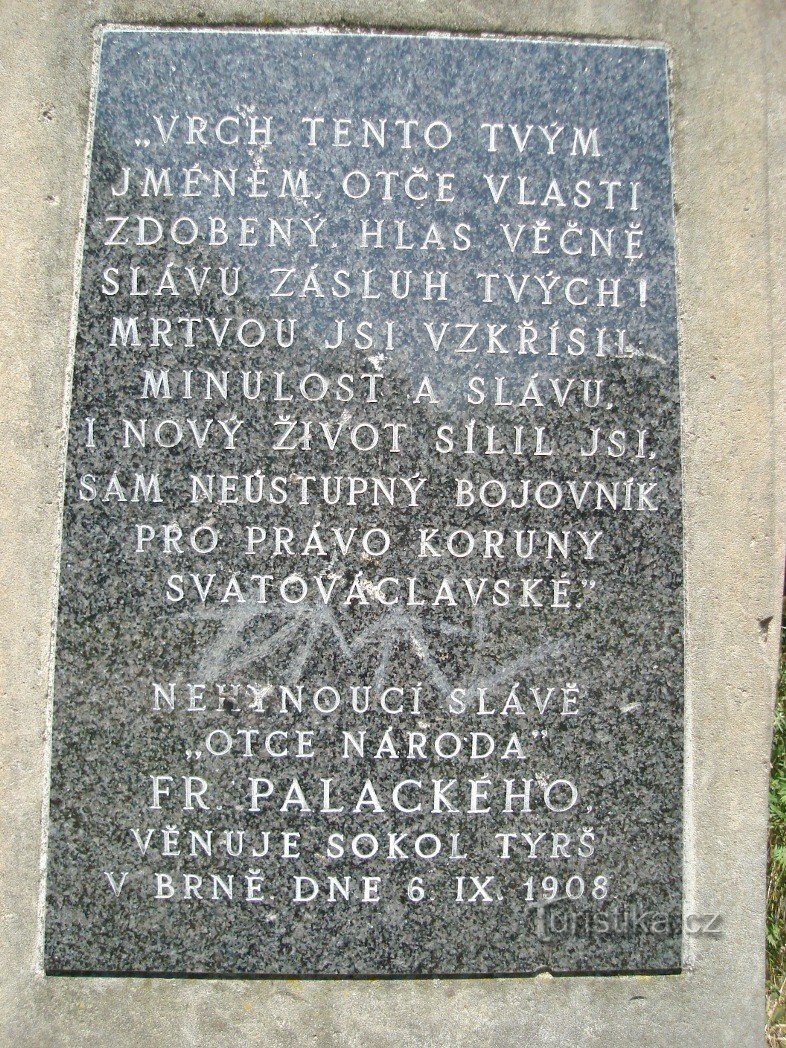 „VRCH TENTO TVÝM
JMÉNEM, OTČE VLASTI
ZDOBENÝ, HLAS VĚČNĚ
SLÁVU ZÁSLUH TVÝCH!
MRTVOU JSI VZKŘÍSIL
MINULOST A SLÁVU,
I NOVÝ ŽIVOT SÍLIL JSI,
SÁM NEÚSTUPNÝ BOJOVNÍK
PRO PRÁVO KORUNY
SVATOVÁCLAVSKÉ.”
NEHYNOUCÍ SLÁVĚ
„OTCE NÁRODA”
FR. PALACKÉHO,
VĚNUJE SOKOL TYRŠ
V BRNĚ. DNE 6. IX. 1908
Turistika.cz